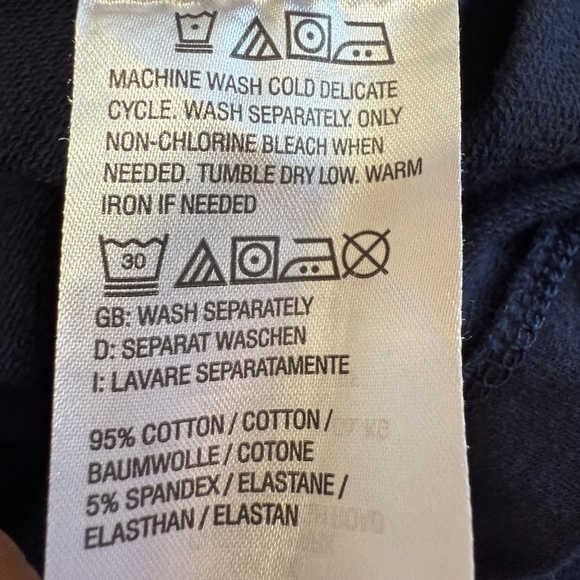 MACHINE WASH COLD DELICATE
CYCLE. WASH SEPARATELY. ONLY
NON-CHLORINE BLEACH WHEN
NEEDED. TUMBLE DRY LOW. WARM
IRON IF NEEDED
30
GB: WASH SEPARATELY
D: SEPARAT WASCHEN
I: LAVARE SEPARATAMENTE
95% COTTON / COTTON /
BAUMWOLLE / COTONE
5% SPANDEX / ELASTANE /
ELASTHAN / ELASTAN